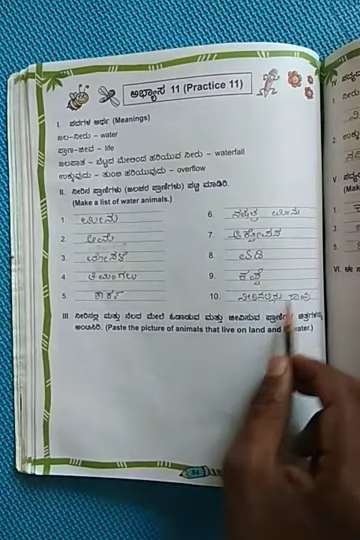 ಅಭ್ಯಾಸ 11 (Practice 11)
I. ಪದಗಳ ಅರ್ಥ (Meanings)
ಜಲ–ನೀರು – water
ಪ್ರಾಣ–ಜೀವ – life
ಜಲಪಾತ – ಬೆಟ್ಟದ ಮೇಲಿಂದ ಹರಿಯುವ ನೀರು – waterfall
ಉಕ್ಕುವುದು – ತುಂಬಿ ಹರಿಯುವುದು – overflow
II. ನೀರಿನ ಪ್ರಾಣಿಗಳು (ಜಲಚರ ಪ್ರಾಣಿಗಳು) ಪಟ್ಟಿ ಮಾಡಿರಿ.
(Make a list of water animals.)
1. ಮೀನು
2. ಆಮೆ
3. ಮೊಸಳೆ
4. ತಿಮಿಂಗಲು
5. ಶಾರ್ಕ
6. ನಕ್ಷತ್ರ ಮೀನು
7. ಆಕ್ಟೋಪಸ
8. ಏಡಿ
9. ಕಪ್ಪೆ
10. ಹಾವು
III. ನೀರಿನಲ್ಲಿ ಮತ್ತು ನೆಲದ ಮೇಲೆ ಓಡಾಡುವ ಮತ್ತು ಜೀವಿಸುವ ಚಿತ್ರಗಳನ್ನು
ಅಂಟಿಸಿರಿ. (Paste the picture of animals that live on land and water.)
IV
V
VI.